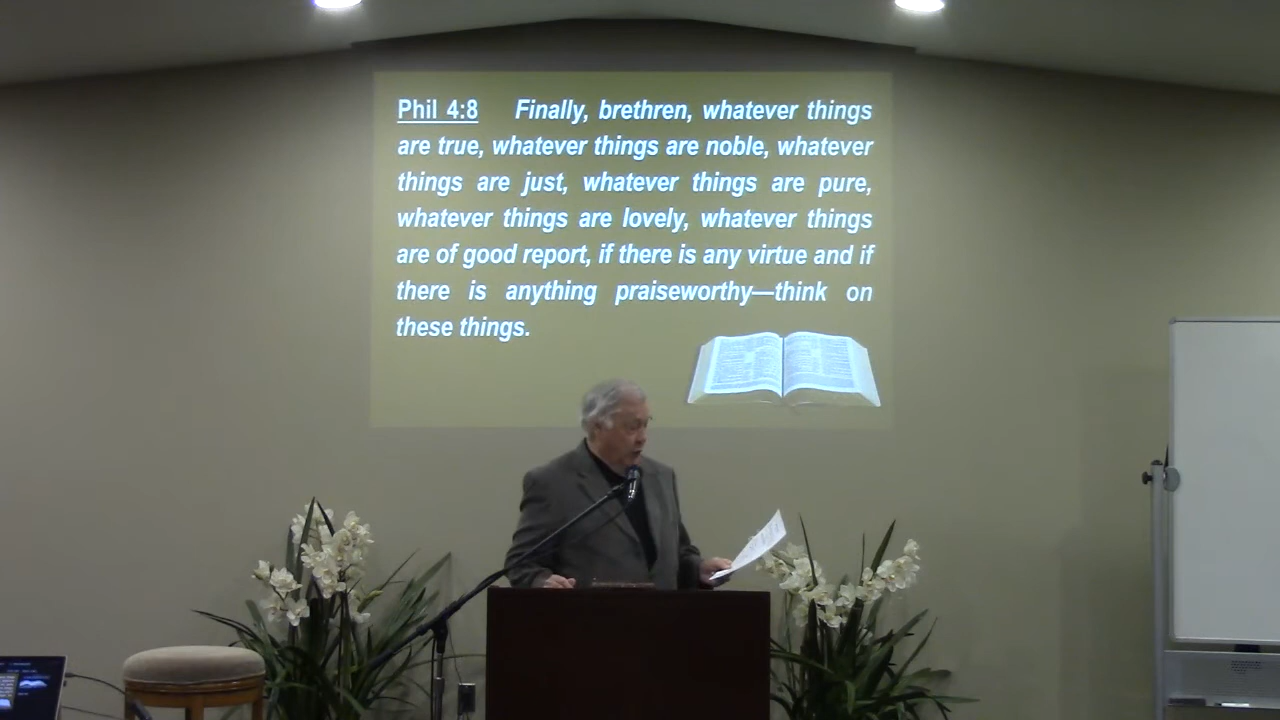 Phil 4:8 Finally, brethren, whatever things
are true, whatever things are noble, whatever
things are just, whatever things are pure,
whatever things are lovely, whatever things
are of good report, if there is any virtue and if
there is anything praiseworthy—think on
these things.